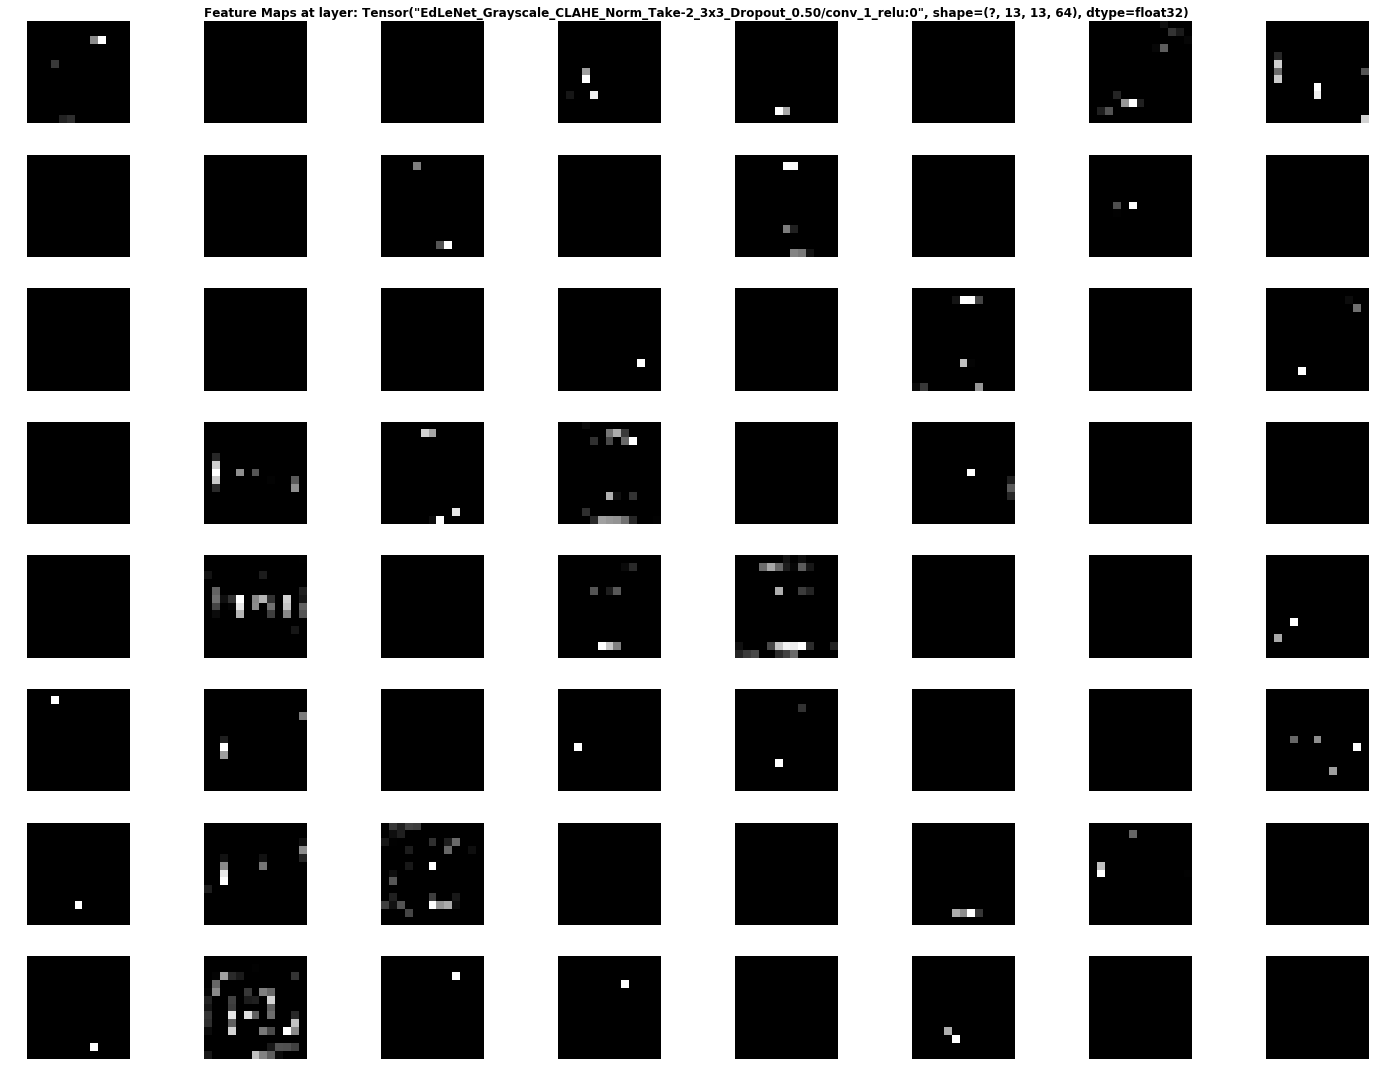 Feature Maps at layer: Tensor("EdLeNet_Grayscale_CLAHE_Norm_Take-2_3x3_Dropout_0.50/conv_1_relu:0", shape=(?, 13, 13, 64), dtype=float32)